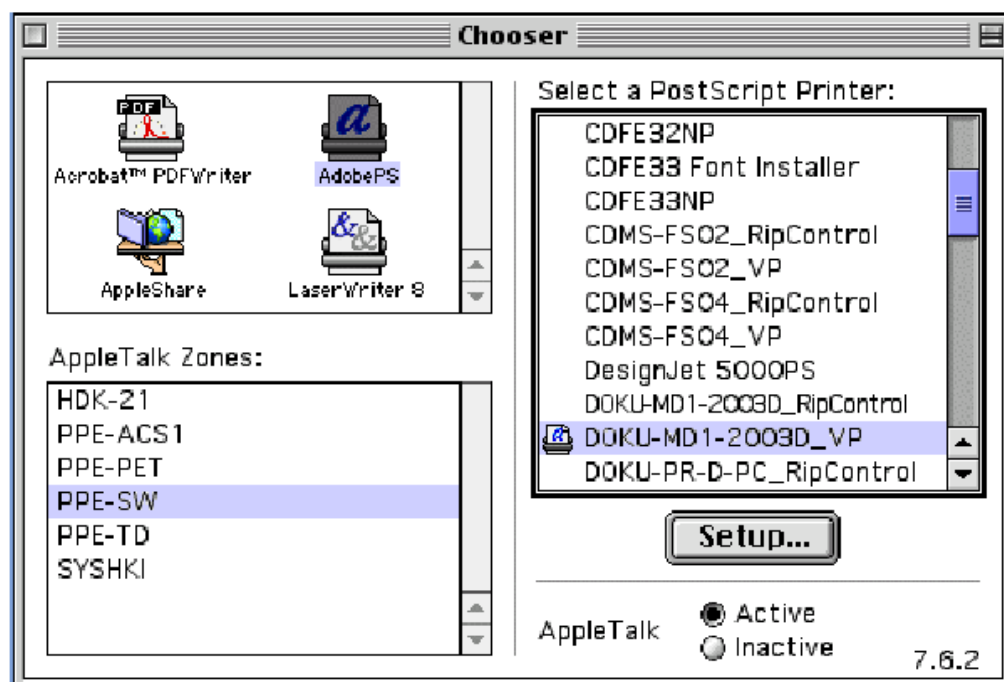 Chooser
PDF
Acrobat™ PDFWriter
AdobePS
AppleShare
LaserWriter 8
AppleTalk Zones:
HDK-21
PPE-ACS1
PPE-PET
PPE-SW
PPE-TD
SYSHKI
Select a PostScript Printer:
CDFE32NP
CDFE33 Font Installer
CDFE33NP
CDMS-FS02_RipControl
CDMS-FS02_VP
CDMS-FS04_RipControl
CDMS-FS04_VP
DesignJet 5000PS
DOKU-MD1-2003D_RipControl
DOKU-MD1-2003D_VP
DOKU-PR-D-PC_RipControl
Setup...
AppleTalk
Active
Inactive
7.6.2